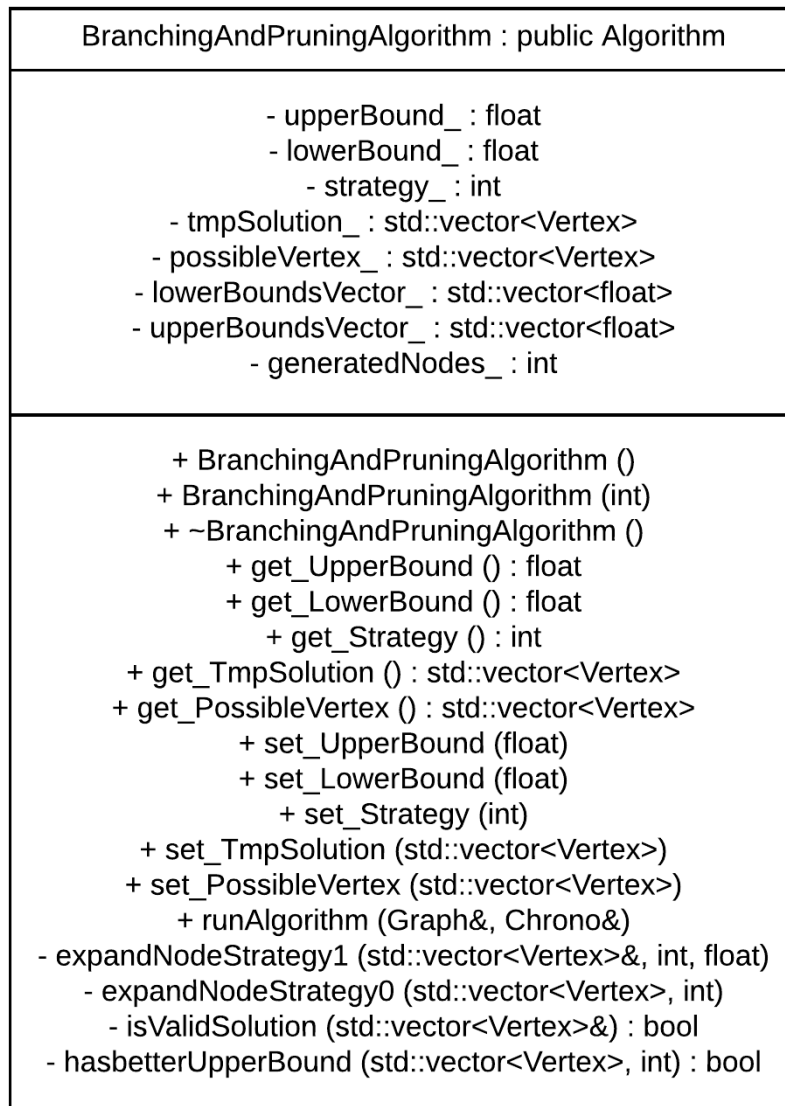 BranchingAndPruningAlgorithm : public Algorithm
- upperBound_ : float
- lowerBound_ : float
- strategy_ : int
- tmpSolution_ : std::vector<Vertex>
- possibleVertex_ : std::vector<Vertex>
- lowerBoundsVector_ : std::vector<float>
- upperBoundsVector_ : std::vector<float>
- generatedNodes_ : int
+ BranchingAndPruningAlgorithm ()
+ BranchingAndPruningAlgorithm (int)
+ ~BranchingAndPruningAlgorithm ()
+ get_UpperBound () : float
+ get_LowerBound () : float
+ get_Strategy () : int
+ get_TmpSolution () : std::vector<Vertex>
+ get_PossibleVertex () : std::vector<Vertex>
+ set_UpperBound (float)
+ set_LowerBound (float)
+ set_Strategy (int)
+ set_TmpSolution (std::vector<Vertex>)
+ set_PossibleVertex (std::vector<Vertex>)
+ runAlgorithm (Graph&, Chrono&)
- expandNodeStrategy1 (std::vector<Vertex>&, int, float)
- expandNodeStrategy0 (std::vector<Vertex>, int)
- isValidSolution (std::vector<Vertex>&) : bool
- hasbetterUpperBound (std::vector<Vertex>, int) : bool